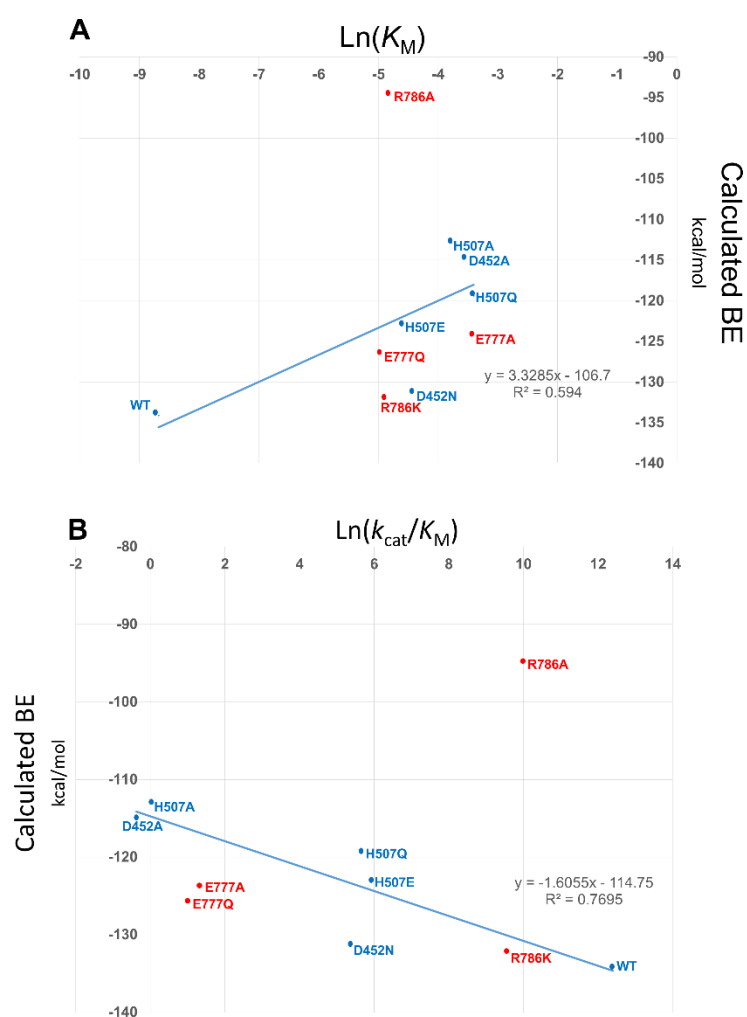 A
Ln(KM)
-10 -9 -8 -7 -6 -5 -4 -3 -2 -1 0
-90
-95
-100
-105
-110
-115
-120
-125
-130
-135
-140
Calculated BE
kcal/mol
R786A
H507A
D452A
H507Q
H507E
E777A
E777Q
R786K
D452N
WT
y = 3.3285x - 106.7
R² = 0.594
B
Ln(kcat/KM)
-2 0 2 4 6 8 10 12 14
-80
-90
-100
-110
-120
-130
-140
Calculated BE
kcal/mol
R786A
H507A
D452A
H507Q
H507E
E777A
E777Q
D452N
R786K
WT
y = -1.6055x - 114.75
R² = 0.7695